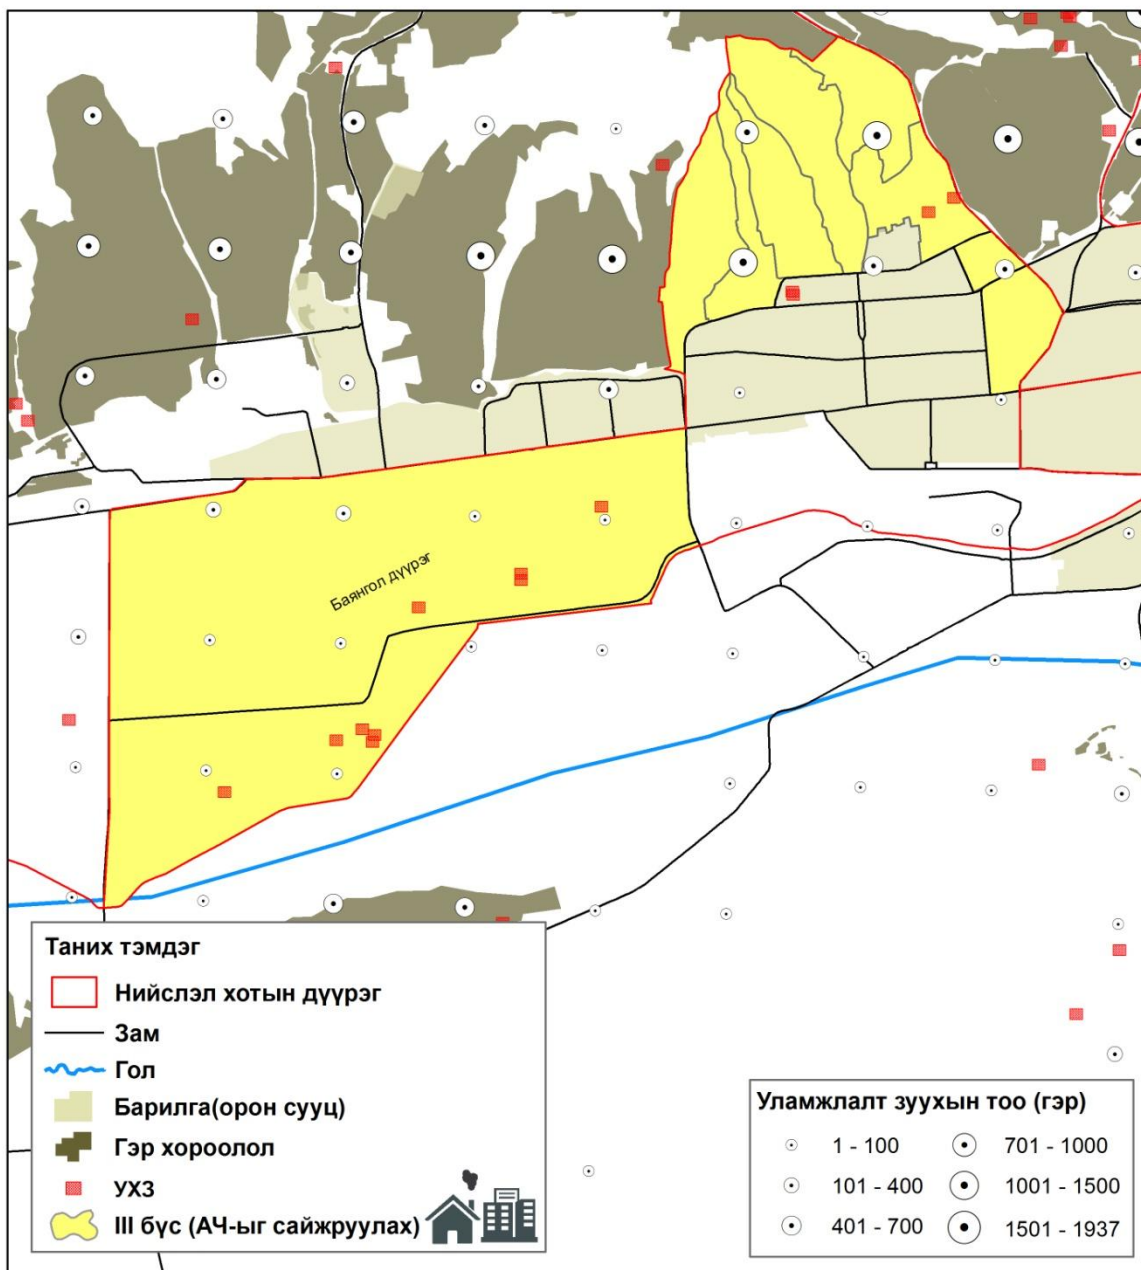 Баянгол дүүрэг
Таних тэмдэг
Нийслэл хотын дүүрэг
Зам
Гол
Барилга(орон сууц)
Гэр хороолол
УХЗ
III бүс (АЧ-ыг сайжруулах)
Уламжлалт зуухын тоо (гэр)
1 - 100
701 - 1000
101 - 400
1001 - 1500
401 - 700
1501 - 1937